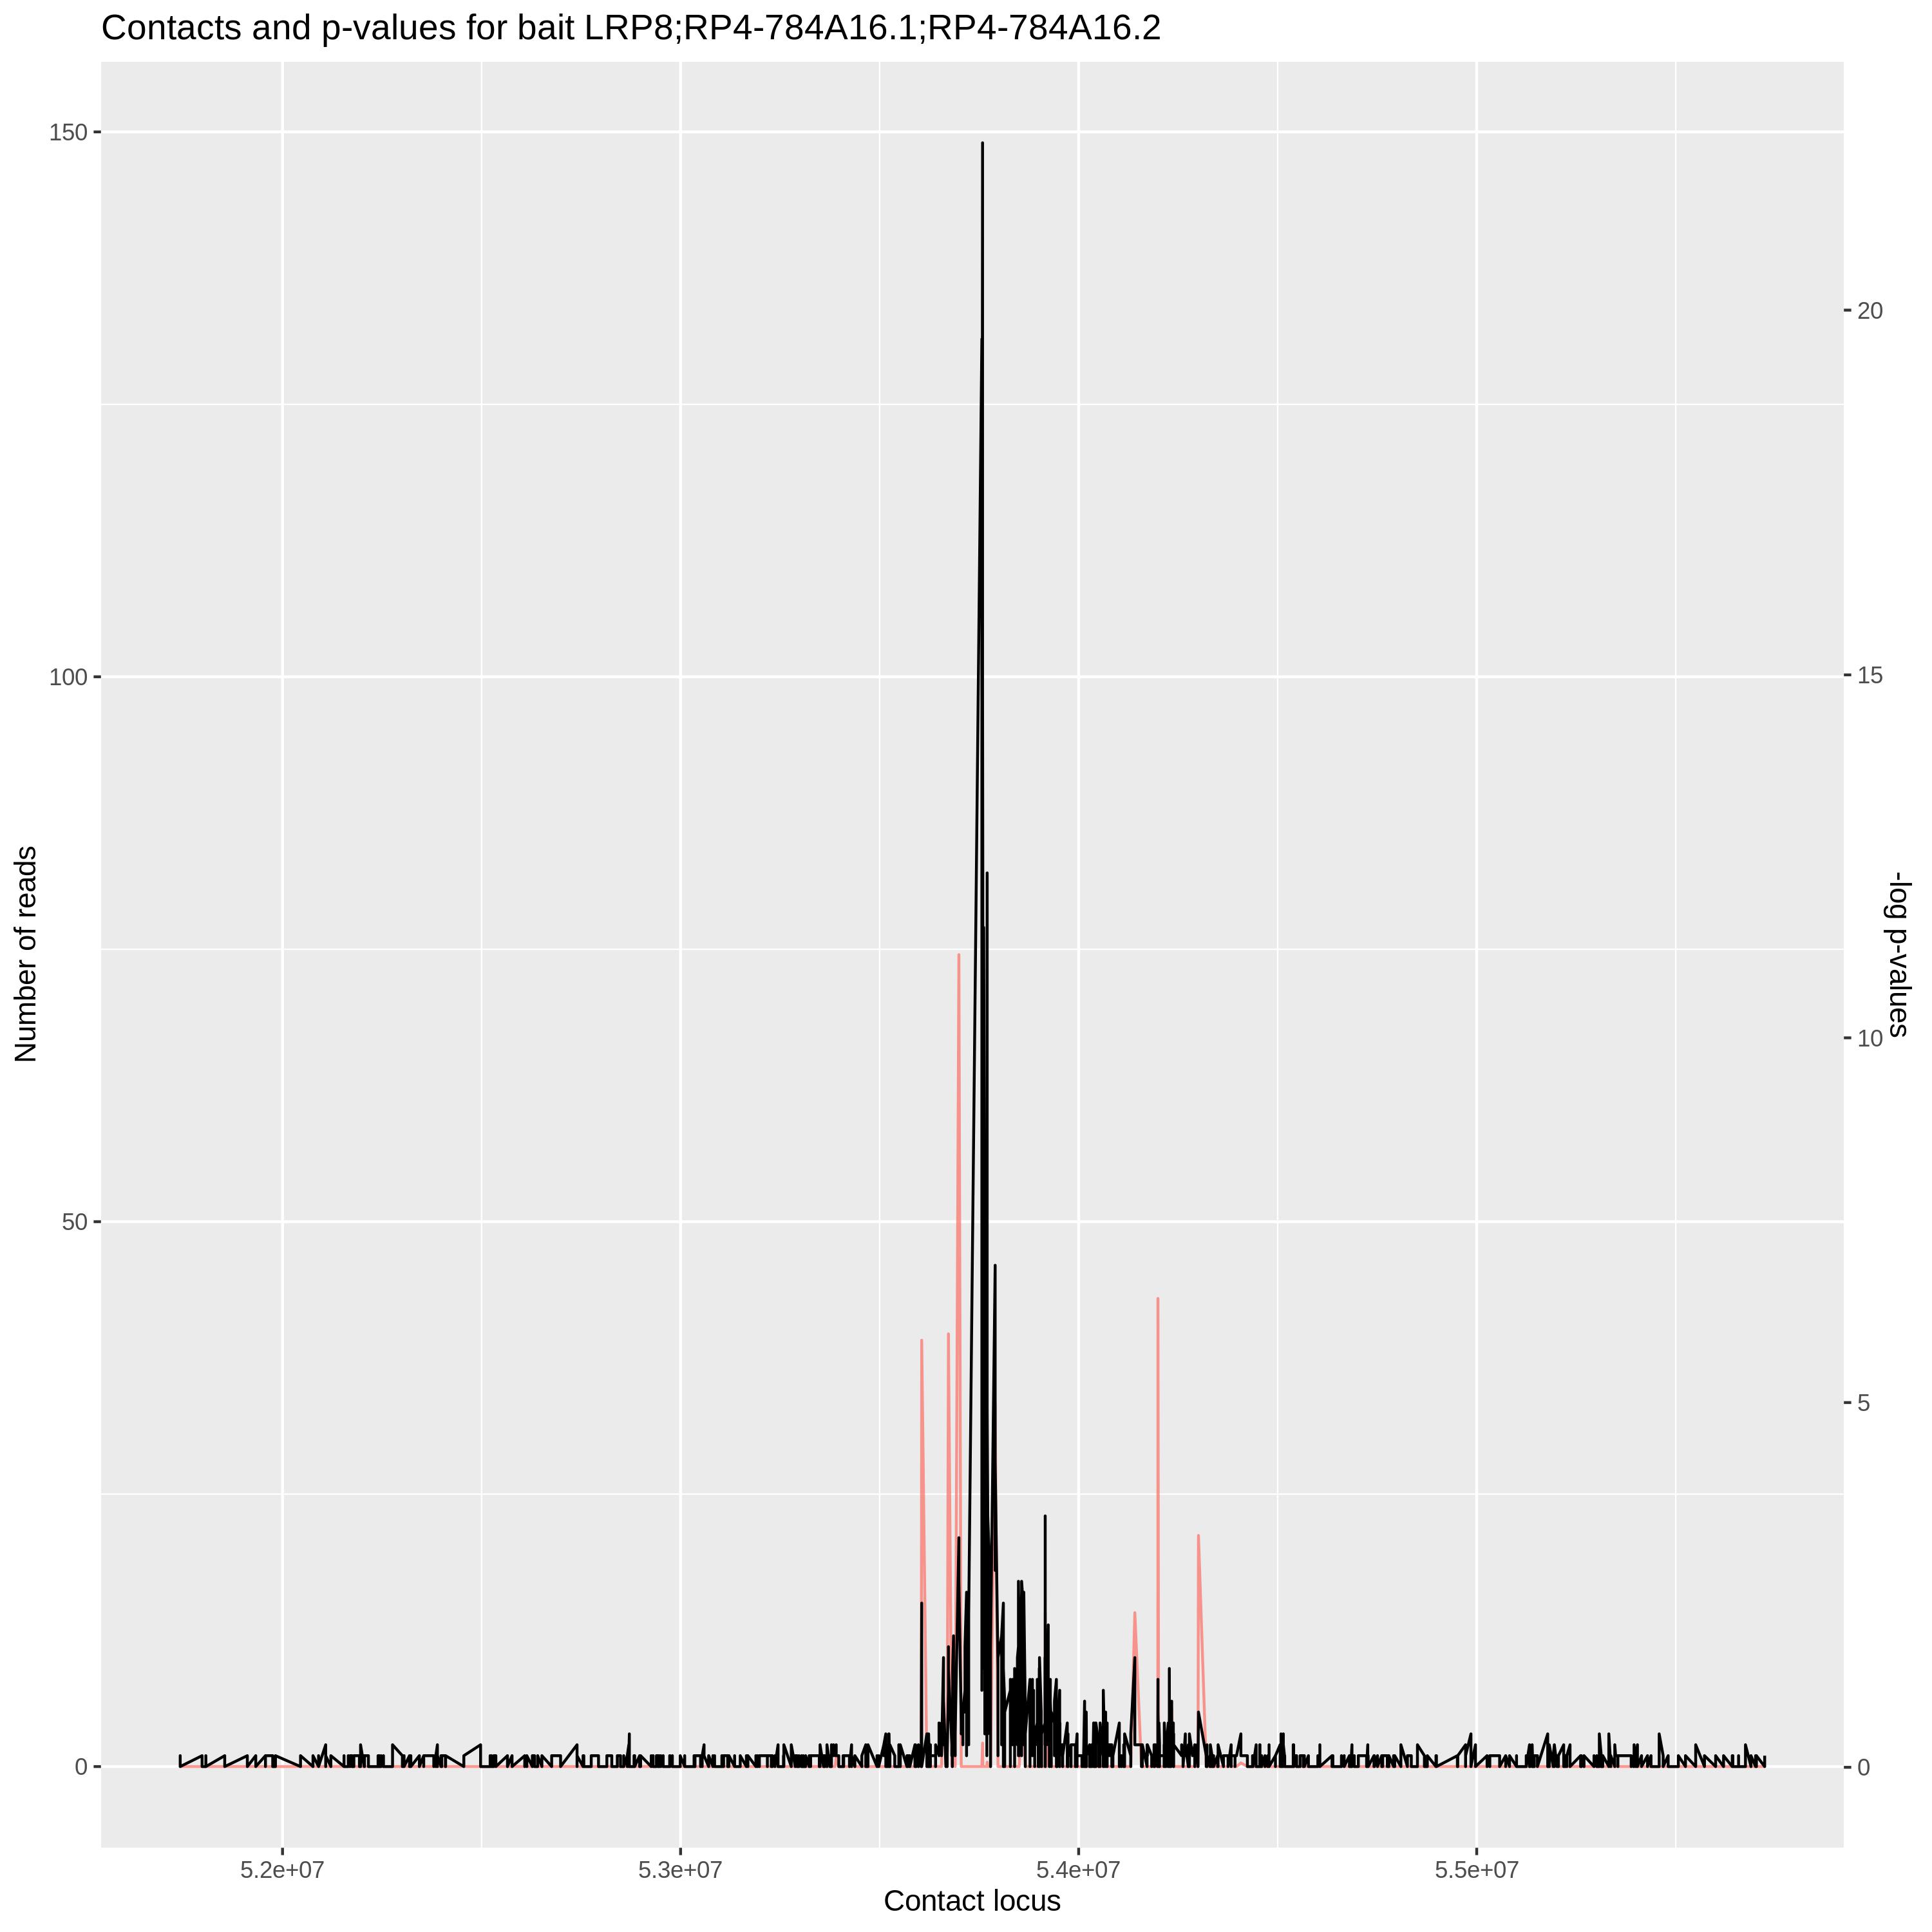 Contacts and p-values for bait LRP8;RP4-784A16.1;RP4-784A16.2
150
100
50
0
Number of reads
20
15
10
5
0
-log p-values
5.2e+07
5.3e+07
5.4e+07
5.5e+07
Contact locus